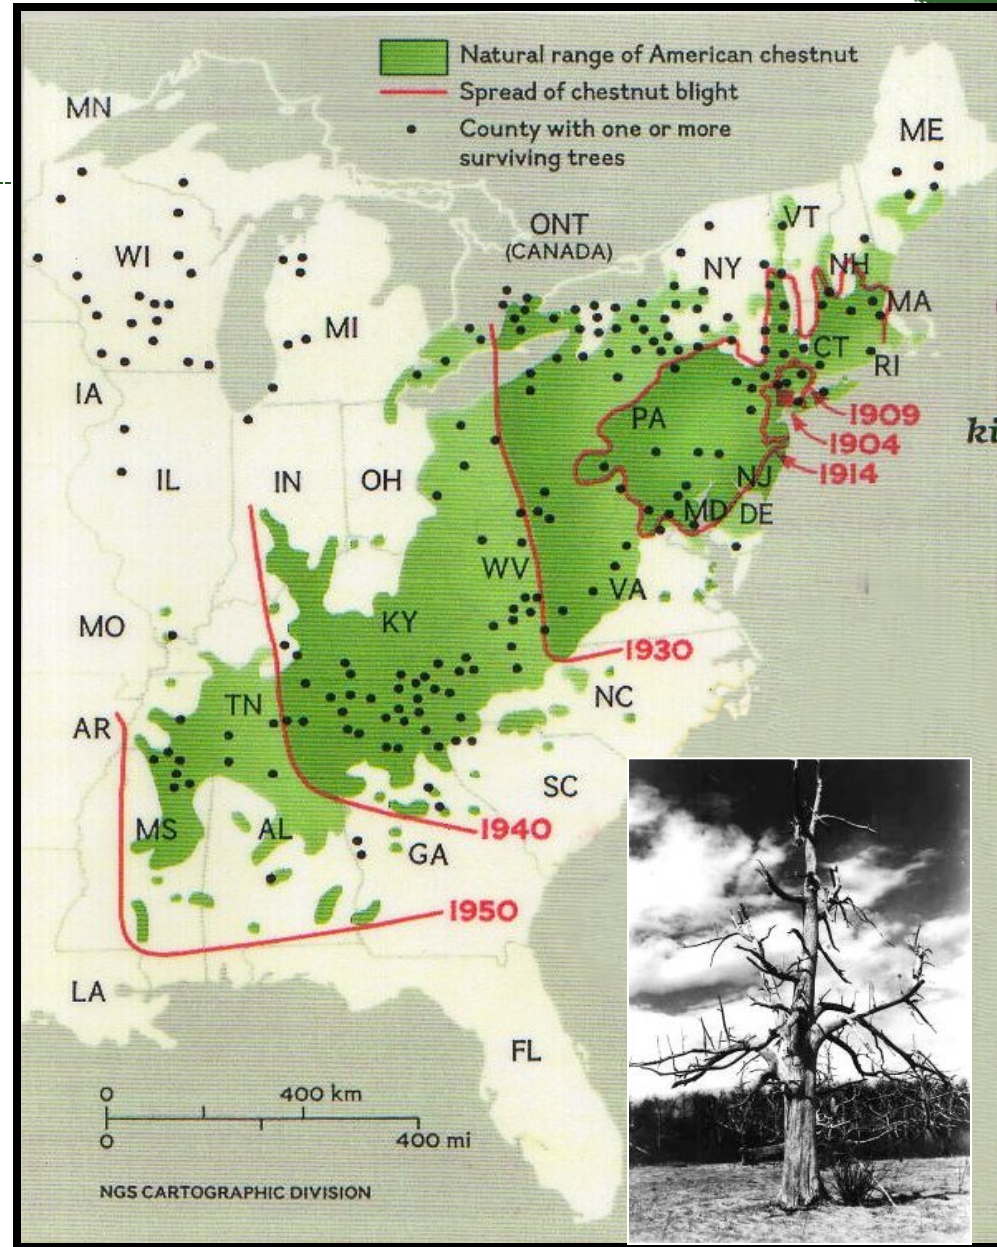 Natural range of American chestnut
Spread of chestnut blight
County with one or more
surviving trees
MN
ME
ONT
(CANADA)
VT
WI
NY
NH
MI
MA
CT
RI
IA
1909
PA
ki
1904
IL
IN
OH
NJ
1914
MD
DE
WV
VA
MO
KY
1930
NC
TN
AR
SC
MS
AL
1940
GA
1950
LA
FL
0
400 km
0
400 mi
NGS CARTOGRAPHIC DIVISION